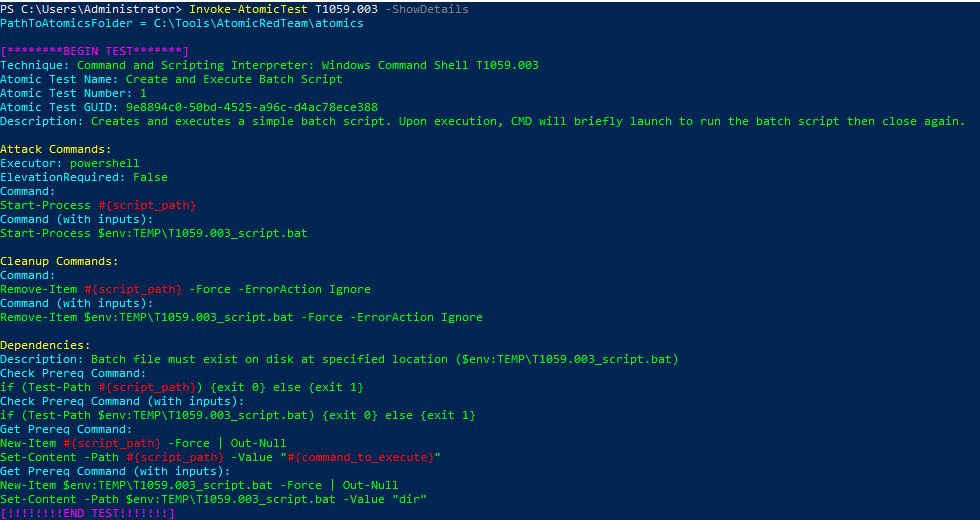 PS C:\Users\Administrator> Invoke-AtomicTest T1059.003 -ShowDetails
PathToAtomicsFolder = C:\Tools\AtomicRedTeam\atomics
[********BEGIN TEST*******]
Technique: Command and Scripting Interpreter: Windows Command Shell T1059.003
Atomic Test Name: Create and Execute Batch Script
Atomic Test Number: 1
Atomic Test GUID: 9e8894c0-50bd-4525-a96c-d4ac78ece388
Description: Creates and executes a simple batch script. Upon execution, CMD will briefly launch to run the batch script then close again.
Attack Commands:
Executor: powershell
ElevationRequired: False
Command:
Start-Process #{script_path}
Command (with inputs):
Start-Process $env:TEMP\T1059.003_script.bat
Cleanup Commands:
Command:
Remove-Item #{script_path} -Force -ErrorAction Ignore
Command (with inputs):
Remove-Item $env:TEMP\T1059.003_script.bat -Force -ErrorAction Ignore
Dependencies:
Description: Batch file must exist on disk at specified location ($env:TEMP\T1059.003_script.bat)
Check Prereq Command:
if (Test-Path #{script_path}) {exit 0} else {exit 1}
Check Prereq Command (with inputs):
if (Test-Path $env:TEMP\T1059.003_script.bat) {exit 0} else {exit 1}
Get Prereq Command:
New-Item #{script_path} -Force | Out-Null
Set-Content -Path #{script_path} -Value "#{command_to_execute}"
Get Prereq Command (with inputs):
New-Item $env:TEMP\T1059.003_script.bat -Force | Out-Null
Set-Content -Path $env:TEMP\T1059.003_script.bat -Value "dir"
[!!!!!!!!END TEST!!!!!!!]